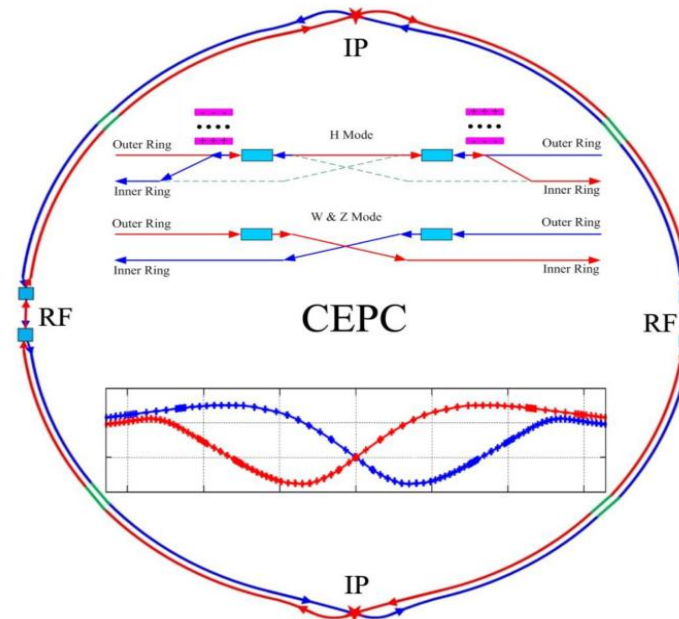 IP
H Mode
Outer Ring
Outer Ring
Inner Ring
Inner Ring
W & Z Mode
Outer Ring
Outer Ring
Inner Ring
Inner Ring
RF
CEPC
RF
IP